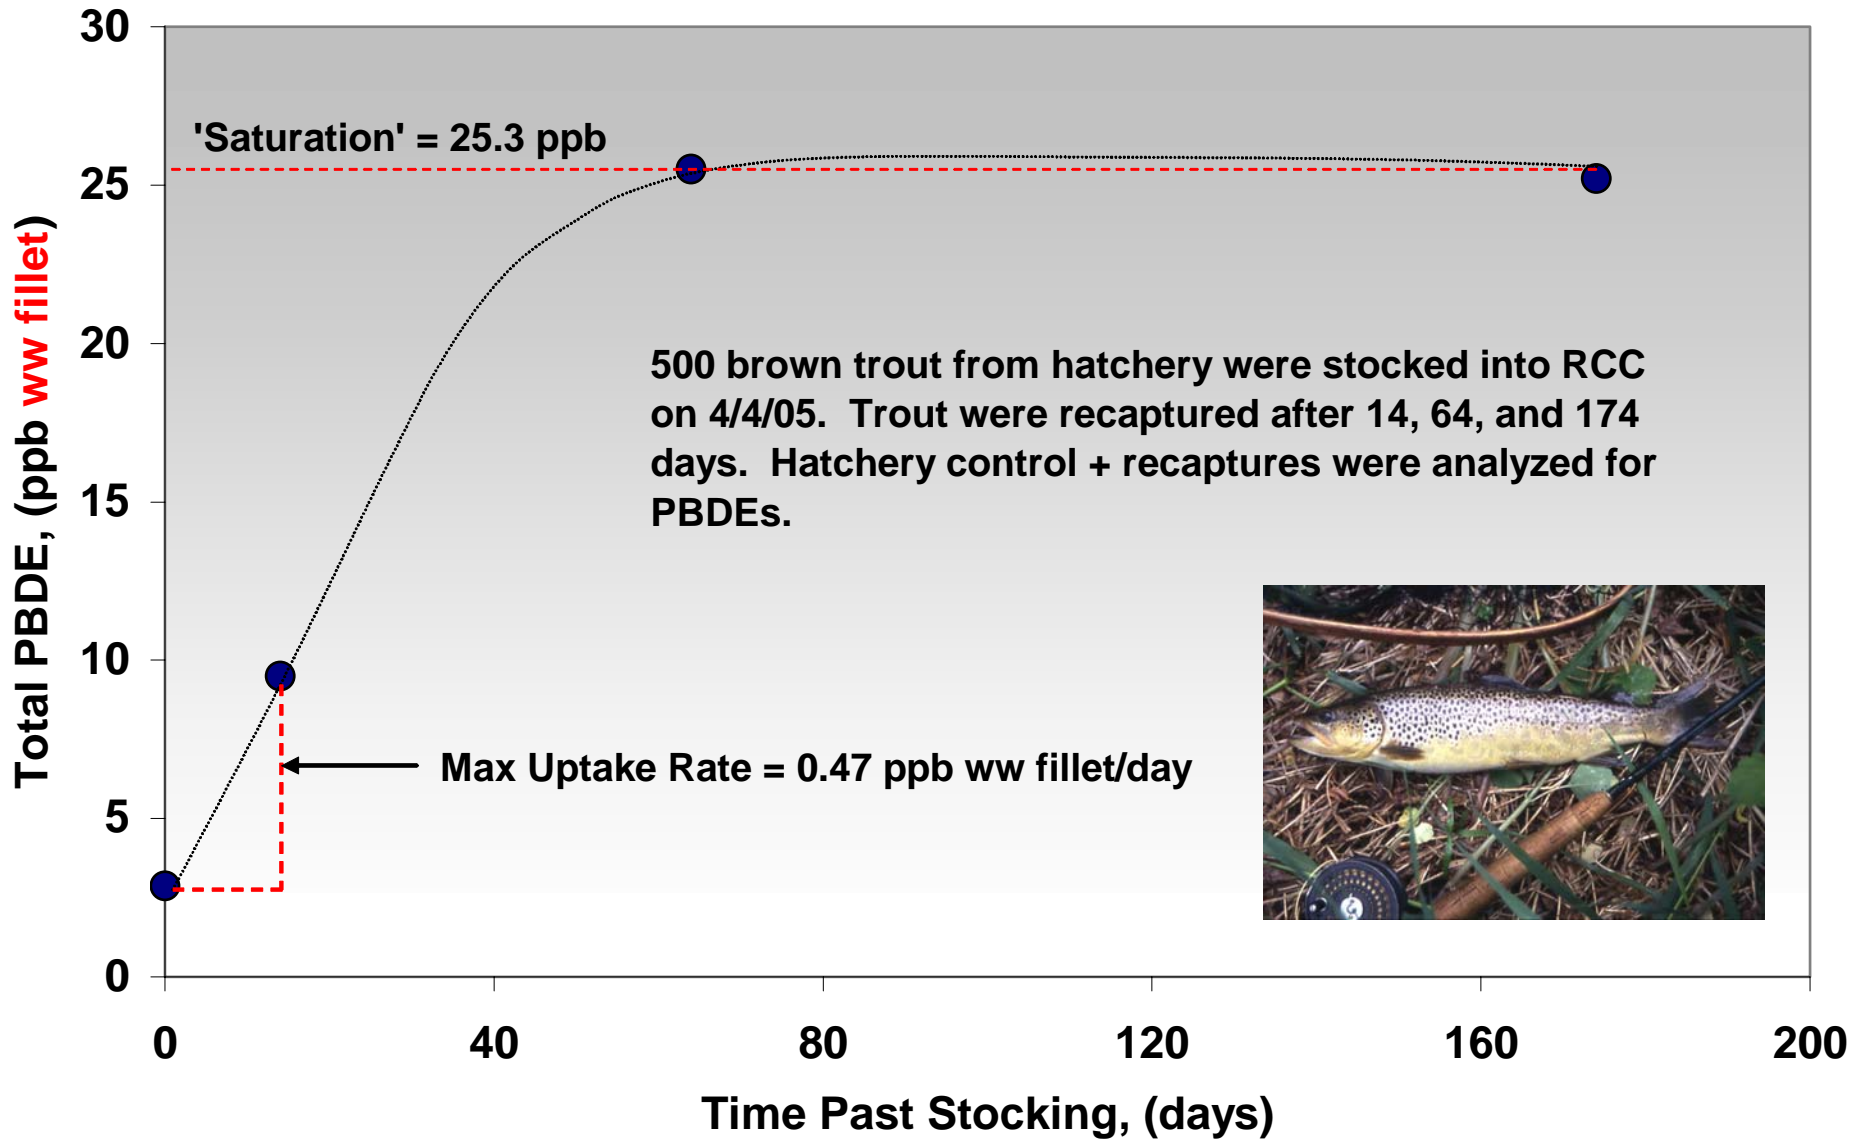 30
25
20
15
10
5
0
Total PBDE, (ppb ww fillet)
'Saturation' = 25.3 ppb
500 brown trout from hatchery were stocked into RCC
on 4/4/05. Trout were recaptured after 14, 64, and 174
days. Hatchery control + recaptures were analyzed for
PBDEs.
Max Uptake Rate = 0.47 ppb ww fillet/day
0 40 80 120 160 200
Time Past Stocking, (days)